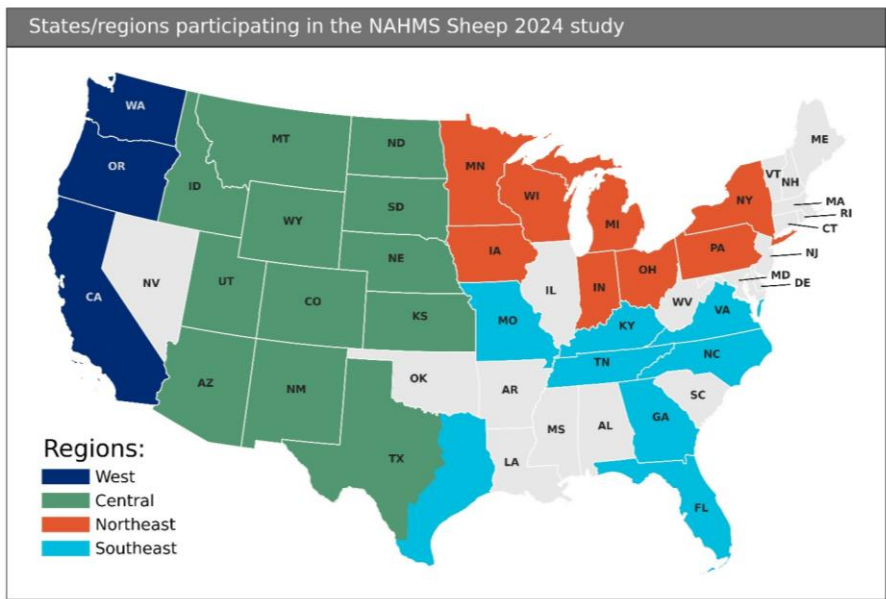 States/regions participating in the NAHMS Sheep 2024 study
WA
OR
CA
NV
ID
MT
WY
UT
CO
AZ
NM
ND
SD
NE
KS
OK
TX
MN
IA
MO
AR
LA
WI
IL
MS
MI
IN
OH
KY
TN
AL
GA
FL
SC
NC
VA
WV
PA
NY
VT
NH
ME
MA
RI
CT
NJ
MD
DE
Regions:
West
Central
Northeast
Southeast